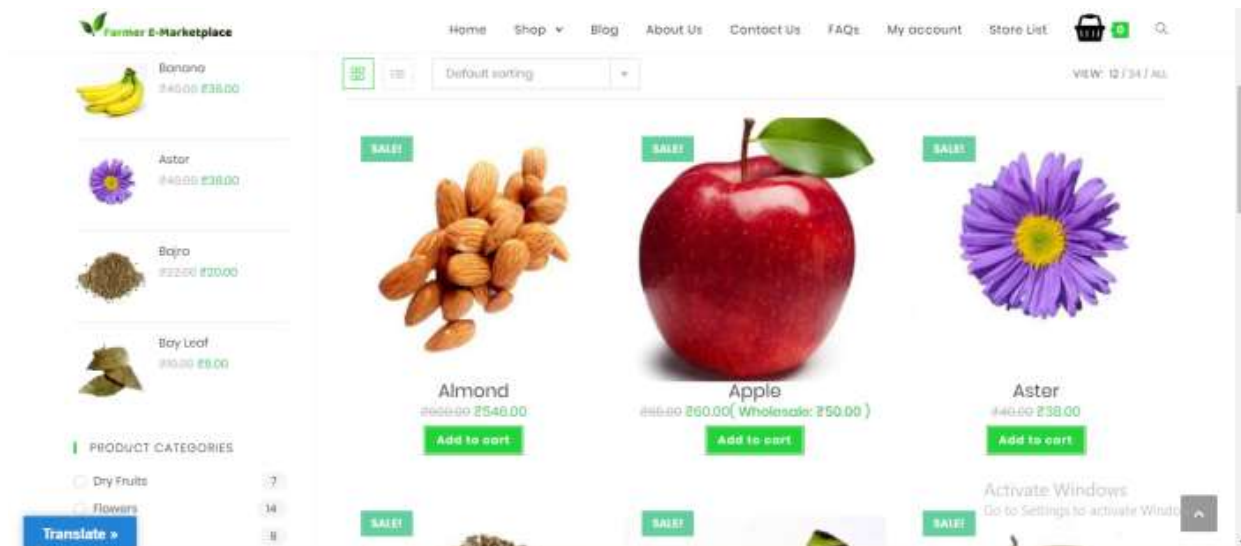 Farmer E-Marketplace
Home Shop Blog About Us Contact Us FAQs My account Store List 0
Banana
₹40.00 ₹38.00
Aster
₹40.00 ₹38.00
Bajra
₹22.00 ₹20.00
Bay Leaf
₹10.00 ₹9.00
PRODUCT CATEGORIES
Dry Fruits 7
Flowers 14
8
Translate »
Default sorting
VIEW: 12 / 24 / ALL
SALE!
SALE!
SALE!
Almond
₹546.00
Add to cart
Apple
₹60.00( Wholesale: ₹50.00 )
Add to cart
Aster
₹40.00 ₹38.00
Add to cart
SALE!
SALE!
SALE!
Activate Windows
Go to Settings to activate Windo